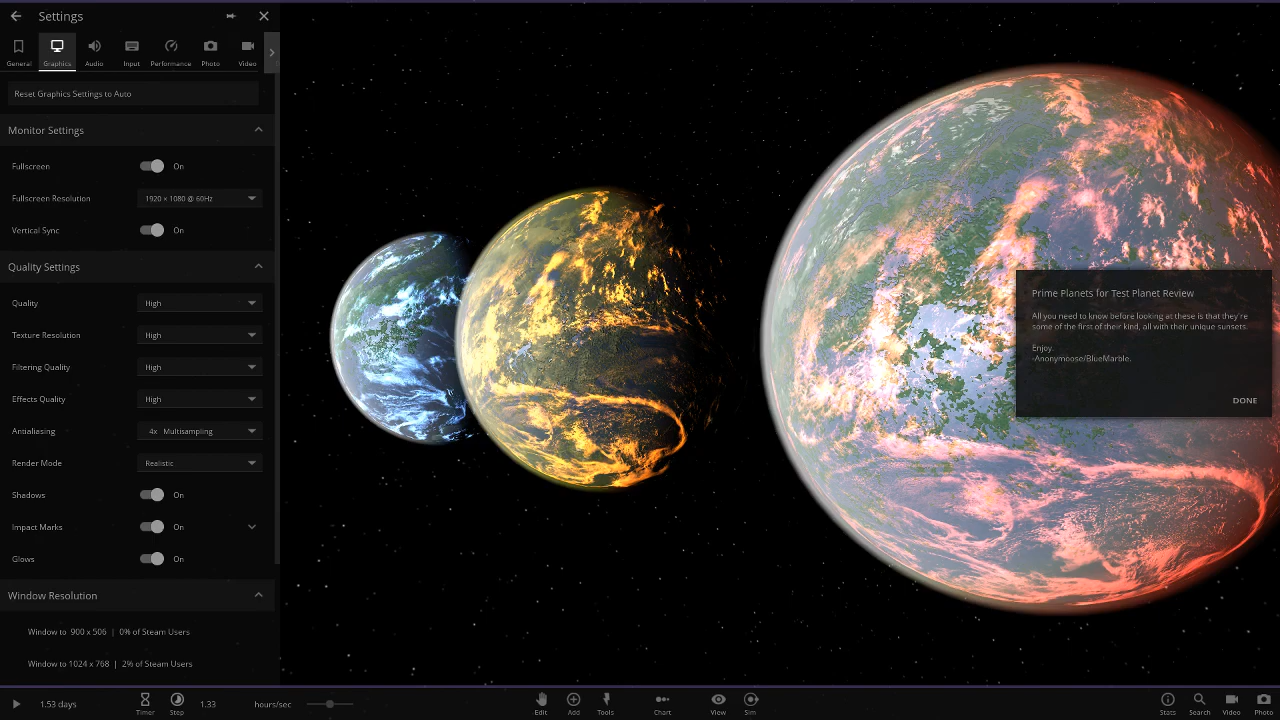 Settings
General
Graphics
Audio
Input
Performance
Photo
Video
Reset Graphics Settings to Auto
Monitor Settings
Fullscreen On
Fullscreen Resolution 1920 × 1080 @ 60Hz
Vertical Sync On
Quality Settings
Quality High
Texture Resolution High
Filtering Quality High
Effects Quality High
Antialiasing 4x Multisampling
Render Mode Realistic
Shadows On
Impact Marks On
Glows On
Window Resolution
Window to 900 x 506 | 0% of Steam Users
Window to 1024 x 768 | 2% of Steam Users
Prime Planets for Test Planet Review
All you need to know before looking at these is that they're
some of the first of their kind, all with their unique sunsets.
Enjoy.
-Anonymoose/BlueMarble.
DONE
1.53 days
Timer
Step
1.33 hours/sec
Edit
Add
Tools
Chart
View
Sim
Stats
Search
Video
Photo